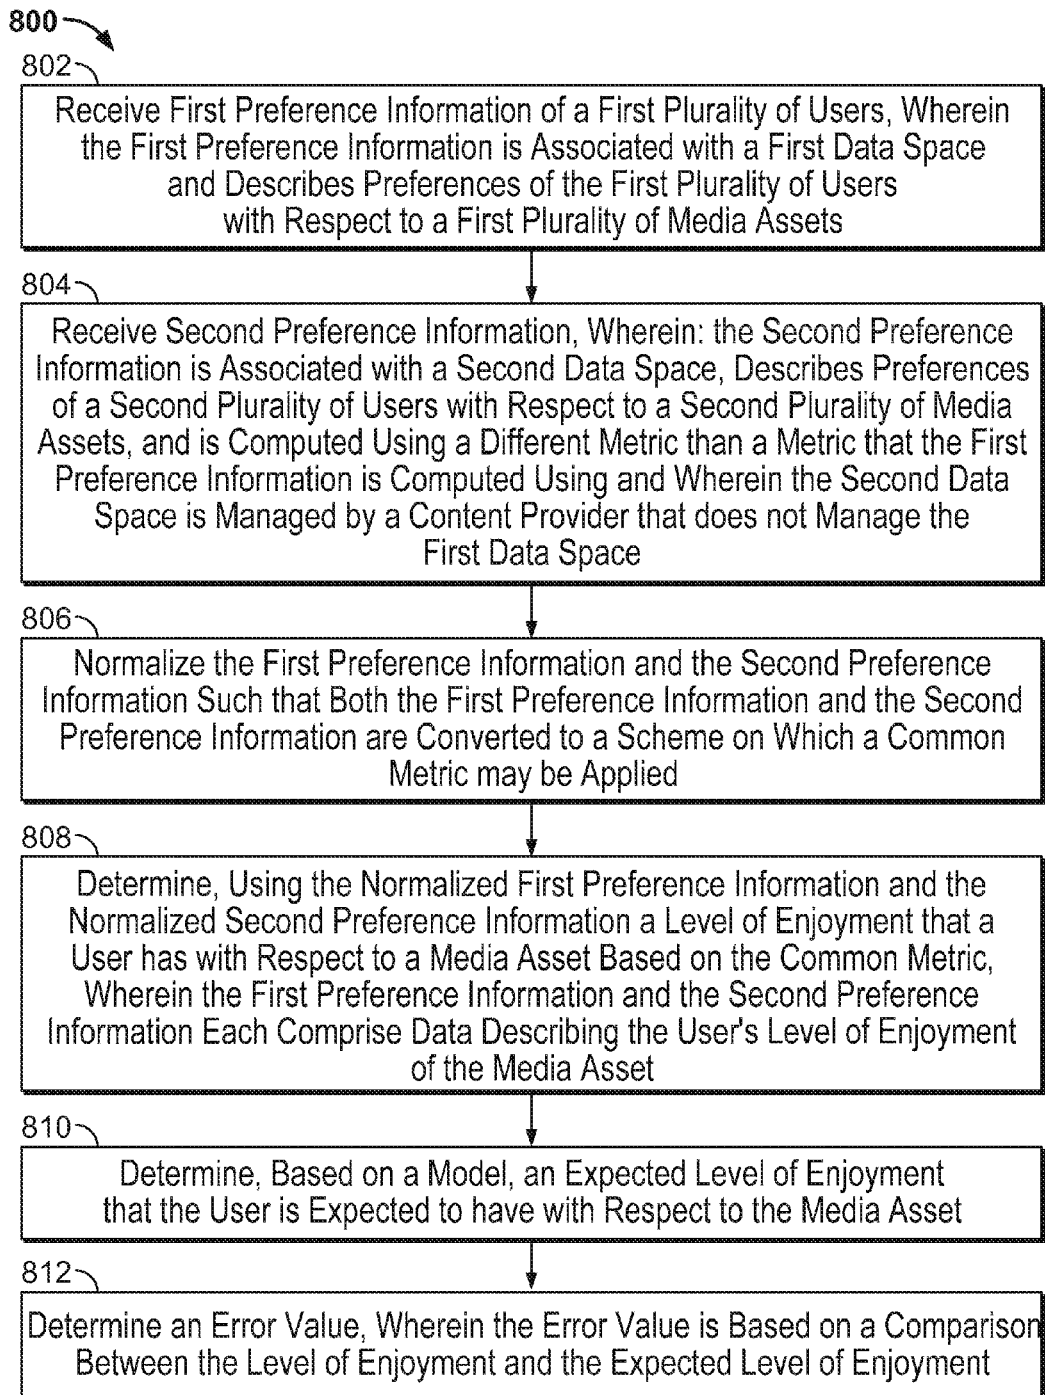 800
802
Receive First Preference Information of a First Plurality of Users, Wherein
the First Preference Information is Associated with a First Data Space
and Describes Preferences of the First Plurality of Users
with Respect to a First Plurality of Media Assets
804
Receive Second Preference Information, Wherein: the Second Preference
Information is Associated with a Second Data Space, Describes Preferences
of a Second Plurality of Users with Respect to a Second Plurality of Media
Assets, and is Computed Using a Different Metric than a Metric that the First
Preference Information is Computed Using and Wherein the Second Data
Space is Managed by a Content Provider that does not Manage the
First Data Space
806
Normalize the First Preference Information and the Second Preference
Information Such that Both the First Preference Information and the Second
Preference Information are Converted to a Scheme on Which a Common
Metric may be Applied
808
Determine, Using the Normalized First Preference Information and the
Normalized Second Preference Information a Level of Enjoyment that a
User has with Respect to a Media Asset Based on the Common Metric,
Wherein the First Preference Information and the Second Preference
Information Each Comprise Data Describing the User's Level of Enjoyment
of the Media Asset
810
Determine, Based on a Model, an Expected Level of Enjoyment
that the User is Expected to have with Respect to the Media Asset
812
Determine an Error Value, Wherein the Error Value is Based on a Comparison
Between the Level of Enjoyment and the Expected Level of Enjoyment